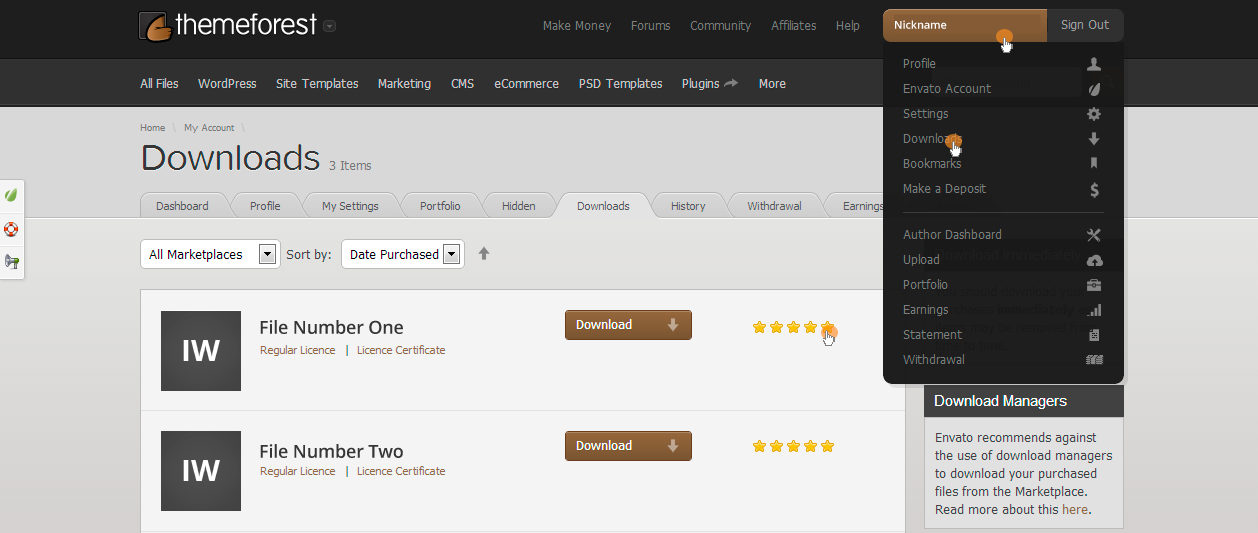 themeforest
Make Money Forums Community Affiliates Help
Nickname
Sign Out
All Files WordPress Site Templates Marketing CMS eCommerce PSD Templates Plugins More
Profile
Envato Account
Settings
Downloads
Bookmarks
Make a Deposit
Author Dashboard
Upload
Portfolio
Earnings
Statement
Withdrawal
Home \ My Account \
Downloads 3 Items
Dashboard Profile My Settings Portfolio Hidden Downloads History Withdrawal Earnings
All Marketplaces Sort by: Date Purchased
IW
File Number One
Regular Licence | Licence Certificate
Download
IW
File Number Two
Regular Licence | Licence Certificate
Download
Download Managers
Envato recommends against
the use of download managers
to download your purchased
files from the Marketplace.
Read more about this here.